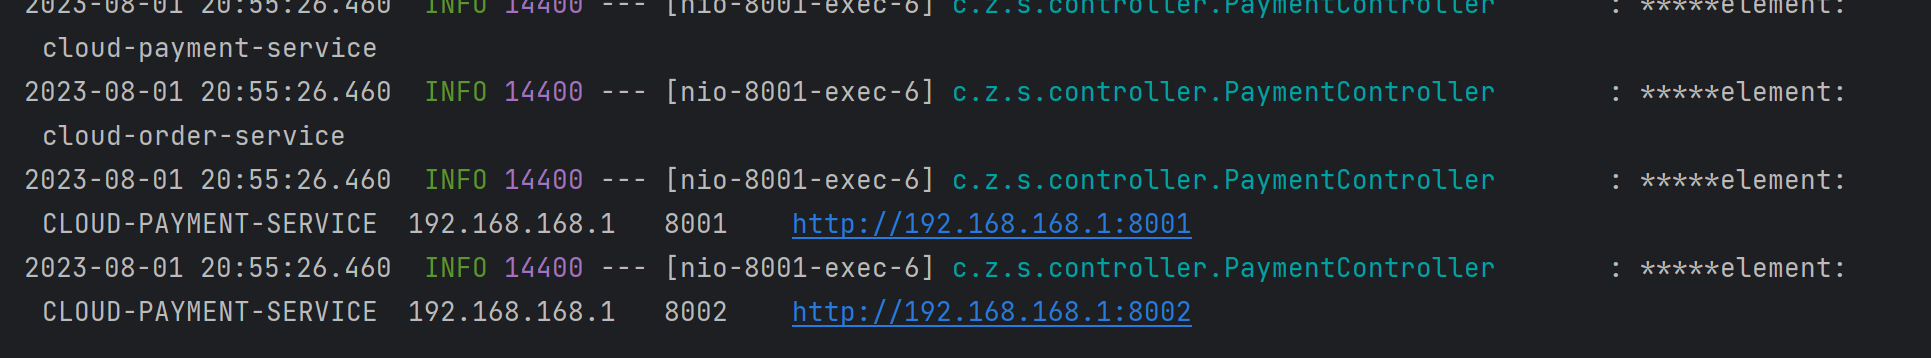 2023-08-01 20:55:26.460  INFO 14400 --- [nio-8001-exec-6] c.z.s.controller.PaymentController       : *****element:
cloud-payment-service
2023-08-01 20:55:26.460  INFO 14400 --- [nio-8001-exec-6] c.z.s.controller.PaymentController       : *****element:
cloud-order-service
2023-08-01 20:55:26.460  INFO 14400 --- [nio-8001-exec-6] c.z.s.controller.PaymentController       : *****element:
CLOUD-PAYMENT-SERVICE  192.168.168.1   8001    http://192.168.168.1:8001
2023-08-01 20:55:26.460  INFO 14400 --- [nio-8001-exec-6] c.z.s.controller.PaymentController       : *****element:
CLOUD-PAYMENT-SERVICE  192.168.168.1   8002    http://192.168.168.1:8002